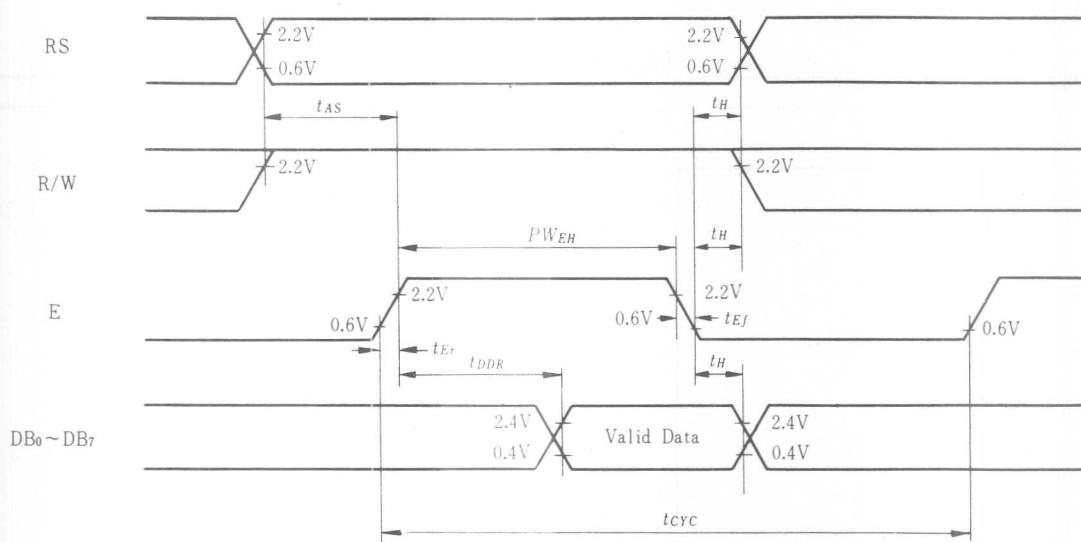 RS
2.2V
2.2V
0.6V
0.6V
tAS
tH
R/W
2.2V
2.2V
PWEH
tH
E
2.2V
2.2V
0.6V
0.6V
tEf
0.6V
tEr
tDDR
tH
DB0~DB7
2.4V
Valid Data
2.4V
0.4V
0.4V
tCYC